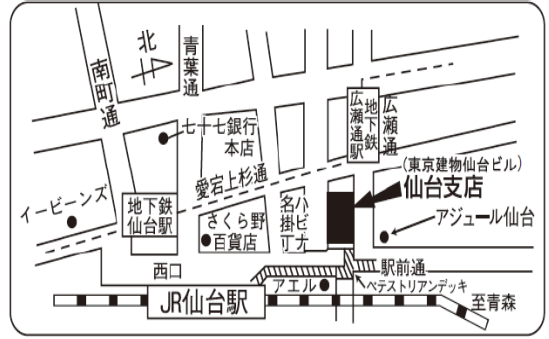 北
青葉通
南町通
七十七銀行
本店
地下鉄
広瀬通駅
広瀬通
愛宕上杉通
(東京建物仙台ビル)
仙台支店
イービーンズ
地下鉄
仙台駅
さくら野
百貨店
ハピナ
名掛丁
アジュール仙台
西口
駅前通
アエル
ペデストリアンデッキ
JR仙台駅
至青森